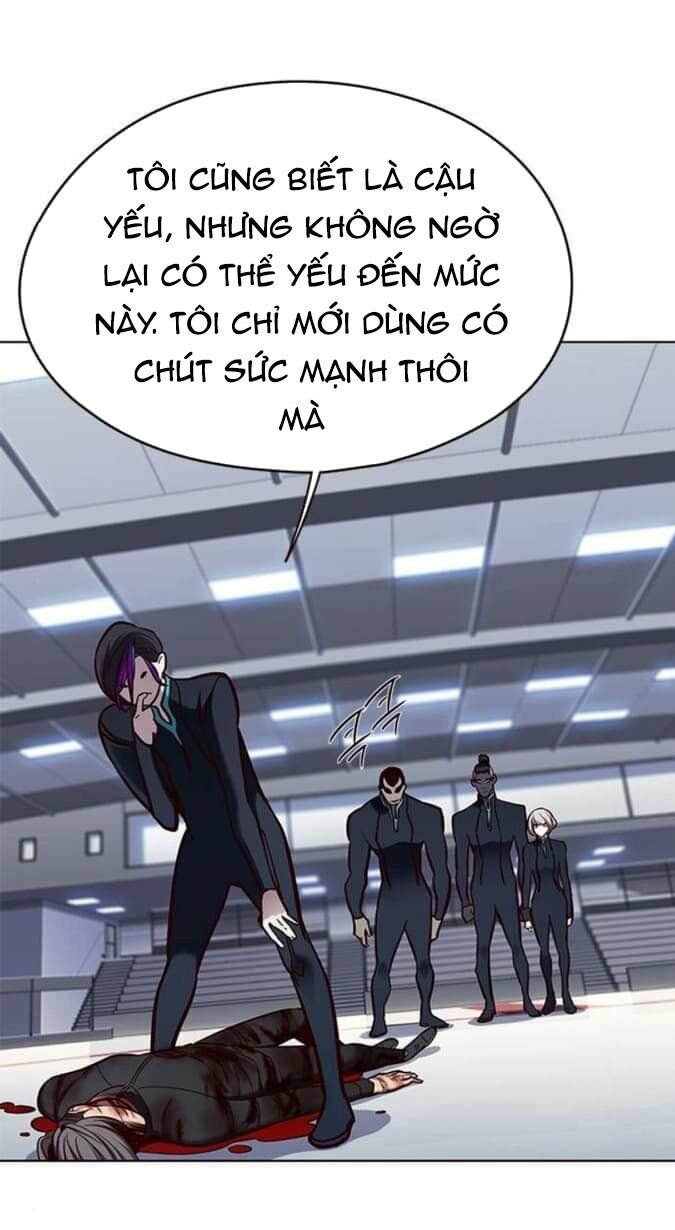 TÔI CŨNG BIẾT LÀ CẬU
YẾU, NHƯNG KHÔNG NGỜ
LẠI CÓ THỂ YẾU ĐẾN MỨC
NÀY. TÔI CHỈ MỚI DÙNG CÓ
CHÚT SỨC MẠNH THÔI
MÀ